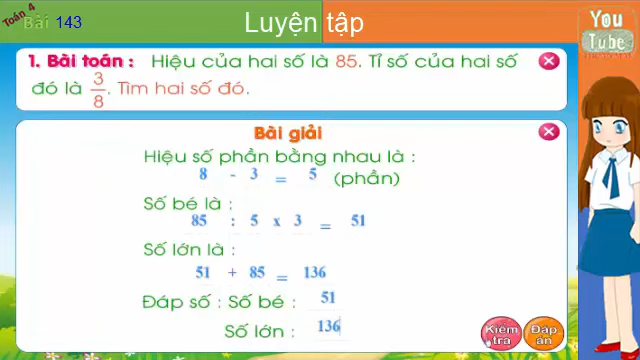 Toán 4
Bài 143
Luyện tập
You
Tube
1. Bài toán : Hiệu của hai số là 85. Tỉ số của hai số
đó là 3/8. Tìm hai số đó.
Bài giải
Hiệu số phần bằng nhau là :
8 - 3 = 5 (phần)
Số bé là :
85 : 5 x 3 = 51
Số lớn là :
51 + 85 = 136
Đáp số : Số bé : 51
Số lớn : 136
Kiểm tra
Đáp án